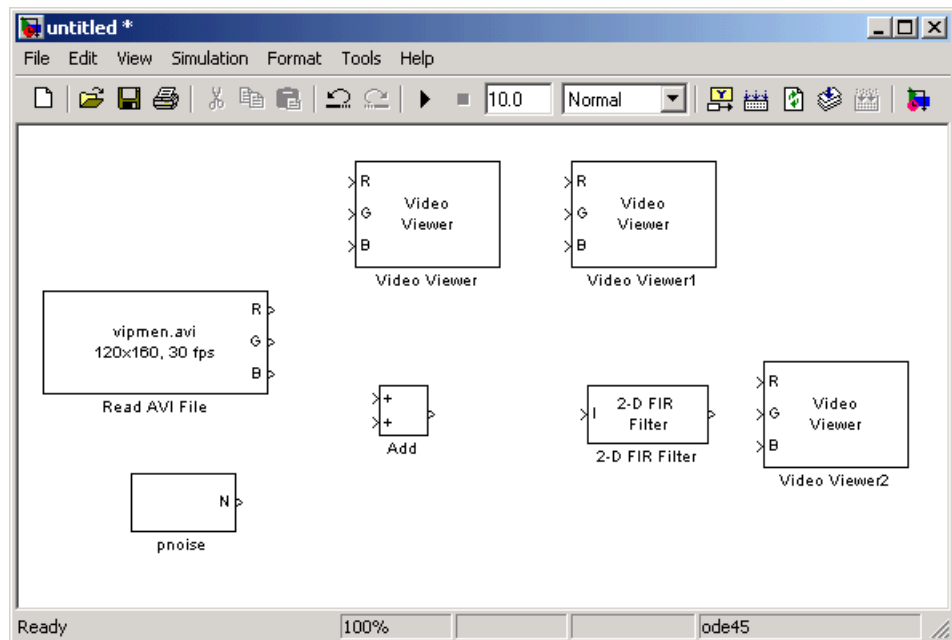 untitled *
File Edit View Simulation Format Tools Help
10.0 Normal
R
G
B
Video
Viewer
Video Viewer
R
G
B
Video
Viewer
Video Viewer1
vipmen.avi
120x160, 30 fps
R
G
B
Read AVI File
+
+
Add
I
2-D FIR
Filter
2-D FIR Filter
R
G
B
Video
Viewer
Video Viewer2
N
pnoise
Ready 100% ode45